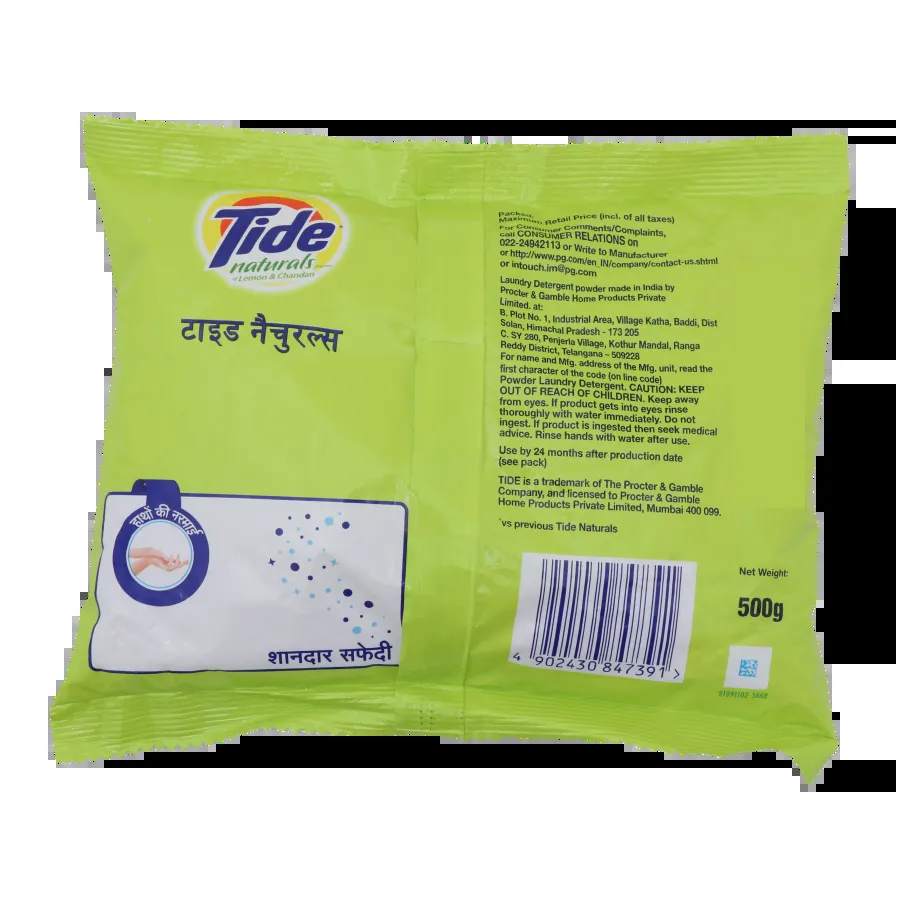 Tide
naturals
Lemon & Chandan
टाइड नैचुरल्स
हाथों की नरमाई
शानदार सफेदी
Packed:
Maximum Retail Price (incl. of all taxes)
For Consumer Comments/Complaints,
call CONSUMER RELATIONS on
022-24942113 or Write to Manufacturer
or http://www.pg.com/en_IN/company/contact-us.shtml
or intouch.im@pg.com
Laundry Detergent powder made in India by
Procter & Gamble Home Products Private
Limited. at:
B. Plot No. 1, Industrial Area, Village Katha, Baddi, Dist
Solan, Himachal Pradesh - 173 205
C. SY 280, Penjerla Village, Kothur Mandal, Ranga
Reddy District, Telangana – 509228
For name and Mfg. address of the Mfg. unit, read the
first character of the code (on line code)
Powder Laundry Detergent. CAUTION: KEEP
OUT OF REACH OF CHILDREN. Keep away
from eyes. If product gets into eyes rinse
thoroughly with water immediately. Do not
ingest. If product is ingested then seek medical
advice. Rinse hands with water after use.
Use by 24 months after production date
(see pack)
TIDE is a trademark of The Procter & Gamble
Company, and licensed to Procter & Gamble
Home Products Private Limited, Mumbai 400 099.
*vs previous Tide Naturals
4 902430 847391 >
Net Weight:
500g